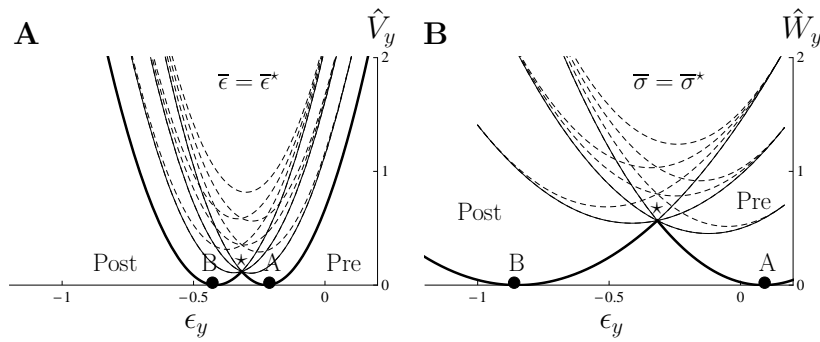 A
V̂_y
B
Ŵ_y
2
2
ε̄ = ε̄*
σ̄ = σ̄*
1
1
Post
Pre
★
★
Post
B
A
Pre
B
A
-1
-0.5
0
0
-1
-0.5
0
0
ϵ_y
ϵ_y